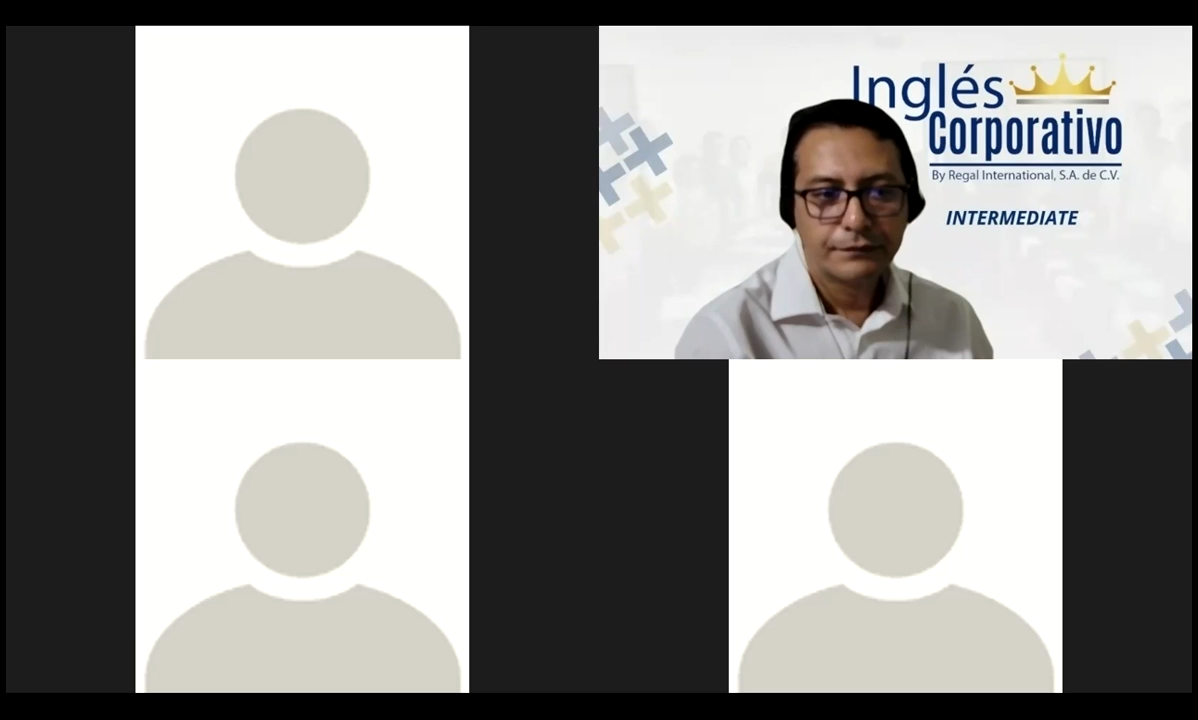 Inglés
Corporativo
By Regal International, S.A. de C.V.
INTERMEDIATE